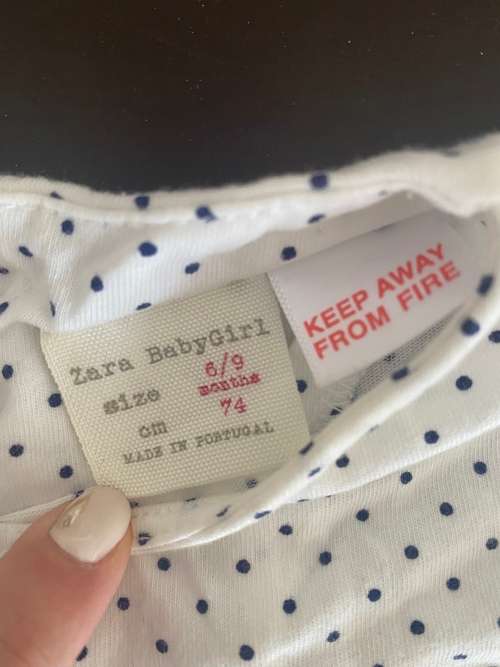 Zara BabyGirl
size 6/9 months
cm 74
MADE IN PORTUGAL
KEEP AWAY
FROM FIRE